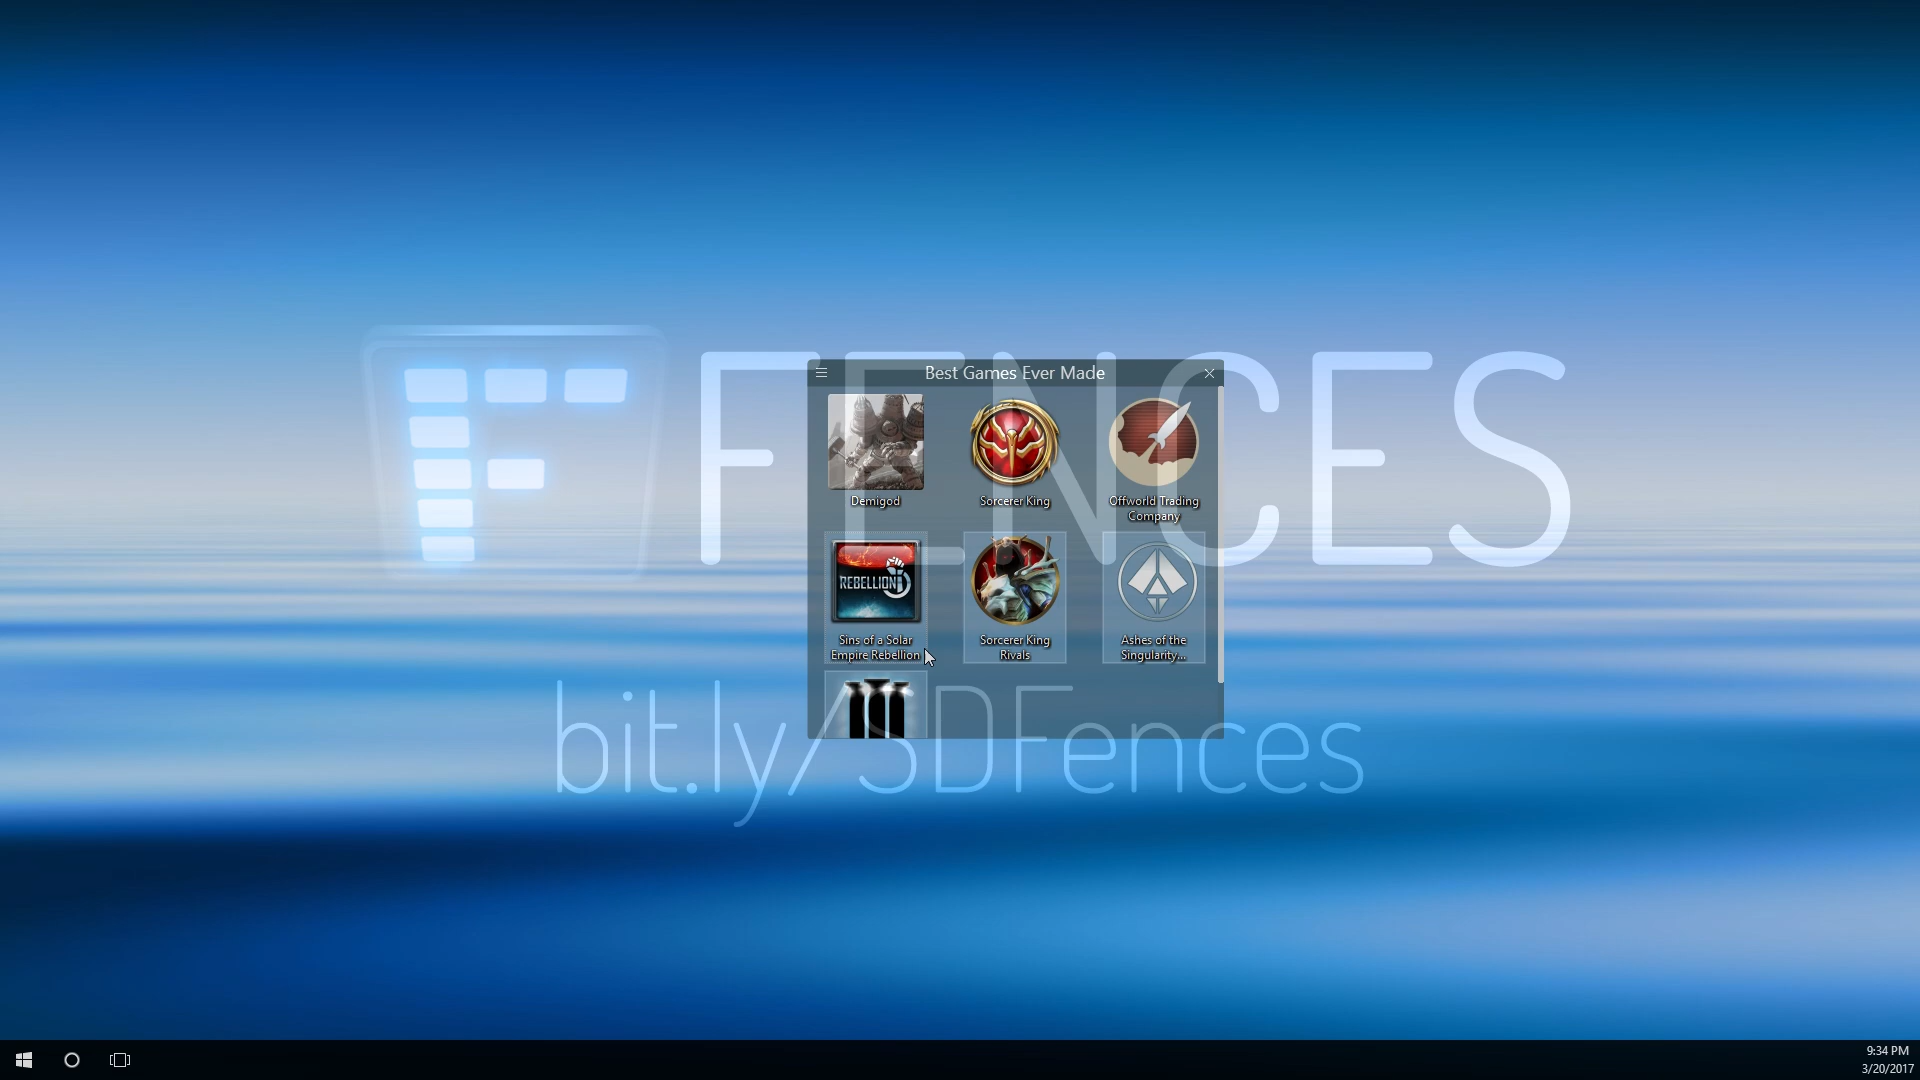 FENCES
Best Games Ever Made
Demigod
Sorcerer King
Offworld Trading
Company
REBELLION
Sins of a Solar
Empire Rebellion
Sorcerer King
Rivals
Ashes of the
Singularity...
bit.ly/SDFences
9:34 PM
3/20/2017